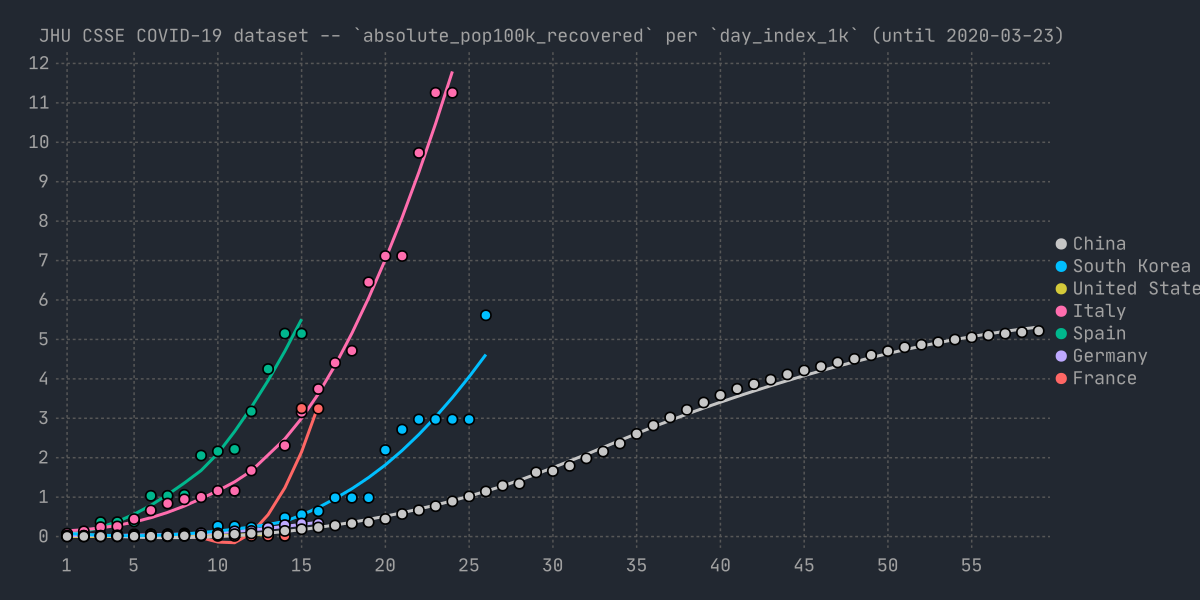 JHU CSSE COVID-19 dataset -- `absolute_pop100k_recovered` per `day_index_1k` (until 2020-03-23)
12
11
10
9
8
7
6
5
4
3
2
1
0
1 5 10 15 20 25 30 35 40 45 50 55
China
South Korea
United State
Italy
Spain
Germany
France